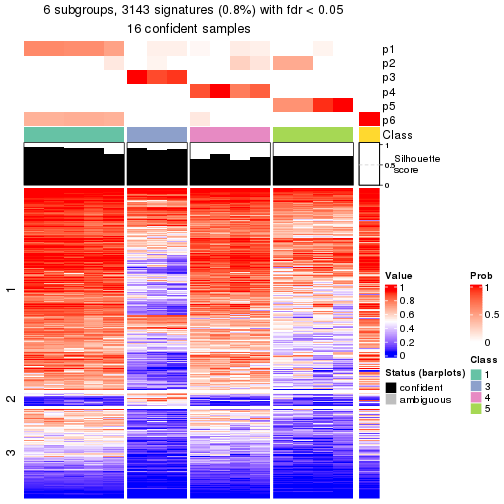 6 subgroups, 3143 signatures (0.8%) with fdr < 0.05
16 confident samples
p1
p2
p3
p4
p5
p6
Class
1
0.5
0
Silhouette
score
1
2
3
Value
1
0.8
0.6
0.4
0.2
0
Status (barplots)
confident
ambiguous
Prob
1
0.5
0
Class
1
3
4
5